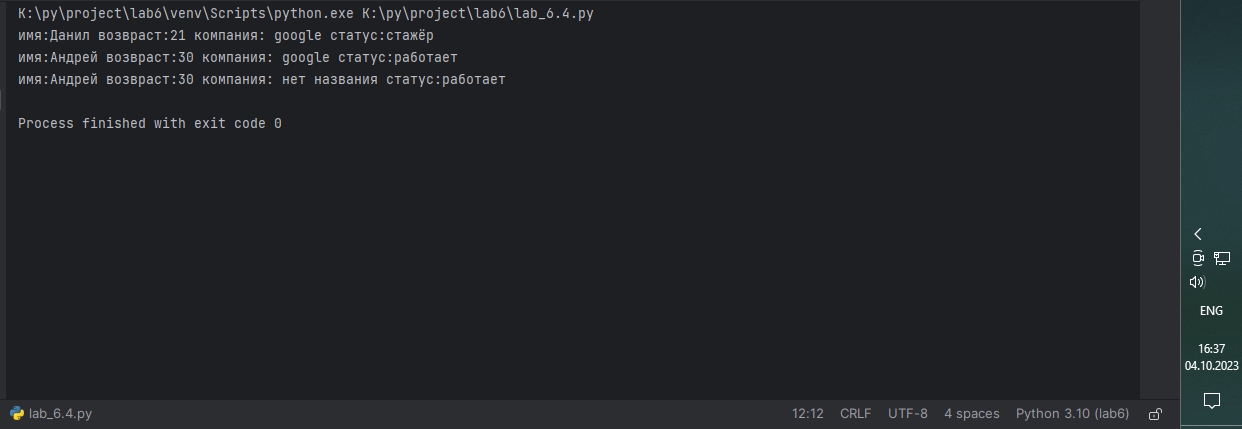 K:\py\project\lab6\venv\Scripts\python.exe K:\py\project\lab6\lab_6.4.py
имя:Данил возвраст:21 компания: google статус:стажёр
имя:Андрей возвраст:30 компания: google статус:работает
имя:Андрей возвраст:30 компания: нет названия статус:работает
Process finished with exit code 0
ENG
16:37
04.10.2023
lab_6.4.py 12:12 CRLF UTF-8 4 spaces Python 3.10 (lab6)